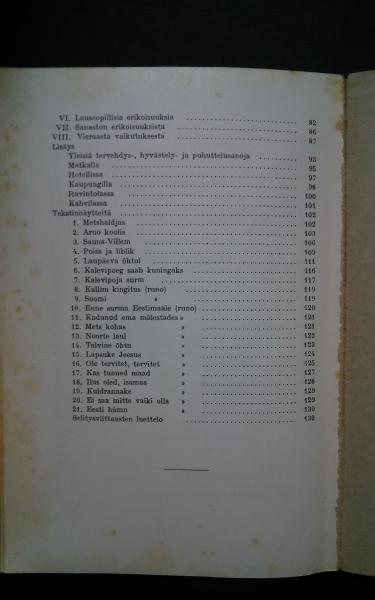 VI. Lauseopillisia erikoisuuksia ........ 82
VII. Sanaston erikoisuuksista ........ 86
VIII. Vieraasta vaikutuksesta ........ 87
Lisäys
Yleisiä tervehdys-, hyvästely- ja puhuttelusanoja ........ 93
Matkalla ........ 95
Hotellissa ........ 97
Kaupungilla ........ 98
Ravintolassa ........ 100
Kahvilassa ........ 101
Tekstinnäytteitä ........ 102
1. Metshaldjas ........ 102
2. Arno koolis ........ 103
3. Sauna-Villem ........ 106
4. Poiss ja liblik ........ 109
5. Laupäeva õhtul ........ 111
6. Kalevipoeg saab kuningaks ........ 116
7. Kalevipoja surm ........ 117
8. Kallim kingitus (runo) ........ 119
9. Suomi » ........ 119
10. Enne surma Eestimaale (runo) ........ 120
11. Kadunud ema mälestades » ........ 121
12. Mets kohas » ........ 121
13. Noorte laul » ........ 122
14. Talvine õhtu » ........ 123
15. Lapsuke Jeesus » ........ 124
16. Ole tervitet, tervitet » ........ 125
17. Kas tunned maad » ........ 127
18. Ilus oled, isamaa » ........ 128
19. Kuldrannake » ........ 129
20. Ei saa mitte vaiki olla » ........ 129
21. Eesti hümn » ........ 130
Selitysviittausten luettelo ........ 132